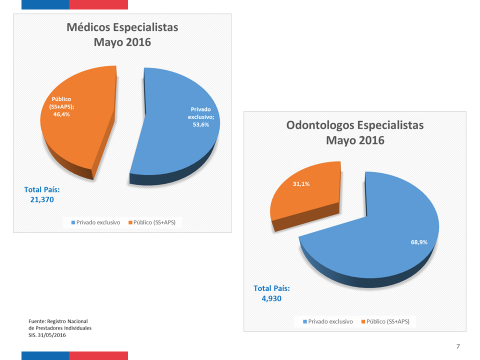 Médicos Especialistas
Mayo 2016
Público
(SS+APS);
46,4%
Privado
exclusivo;
53,6%
Total País:
21,370
Privado exclusivo
Público (SS+APS)
Odontologos Especialistas
Mayo 2016
31,1%
68,9%
Total País:
4,930
Privado exclusivo
Público (SS+APS)
Fuente: Registro Nacional
de Prestadores Individuales
SIS. 31/05/2016
7